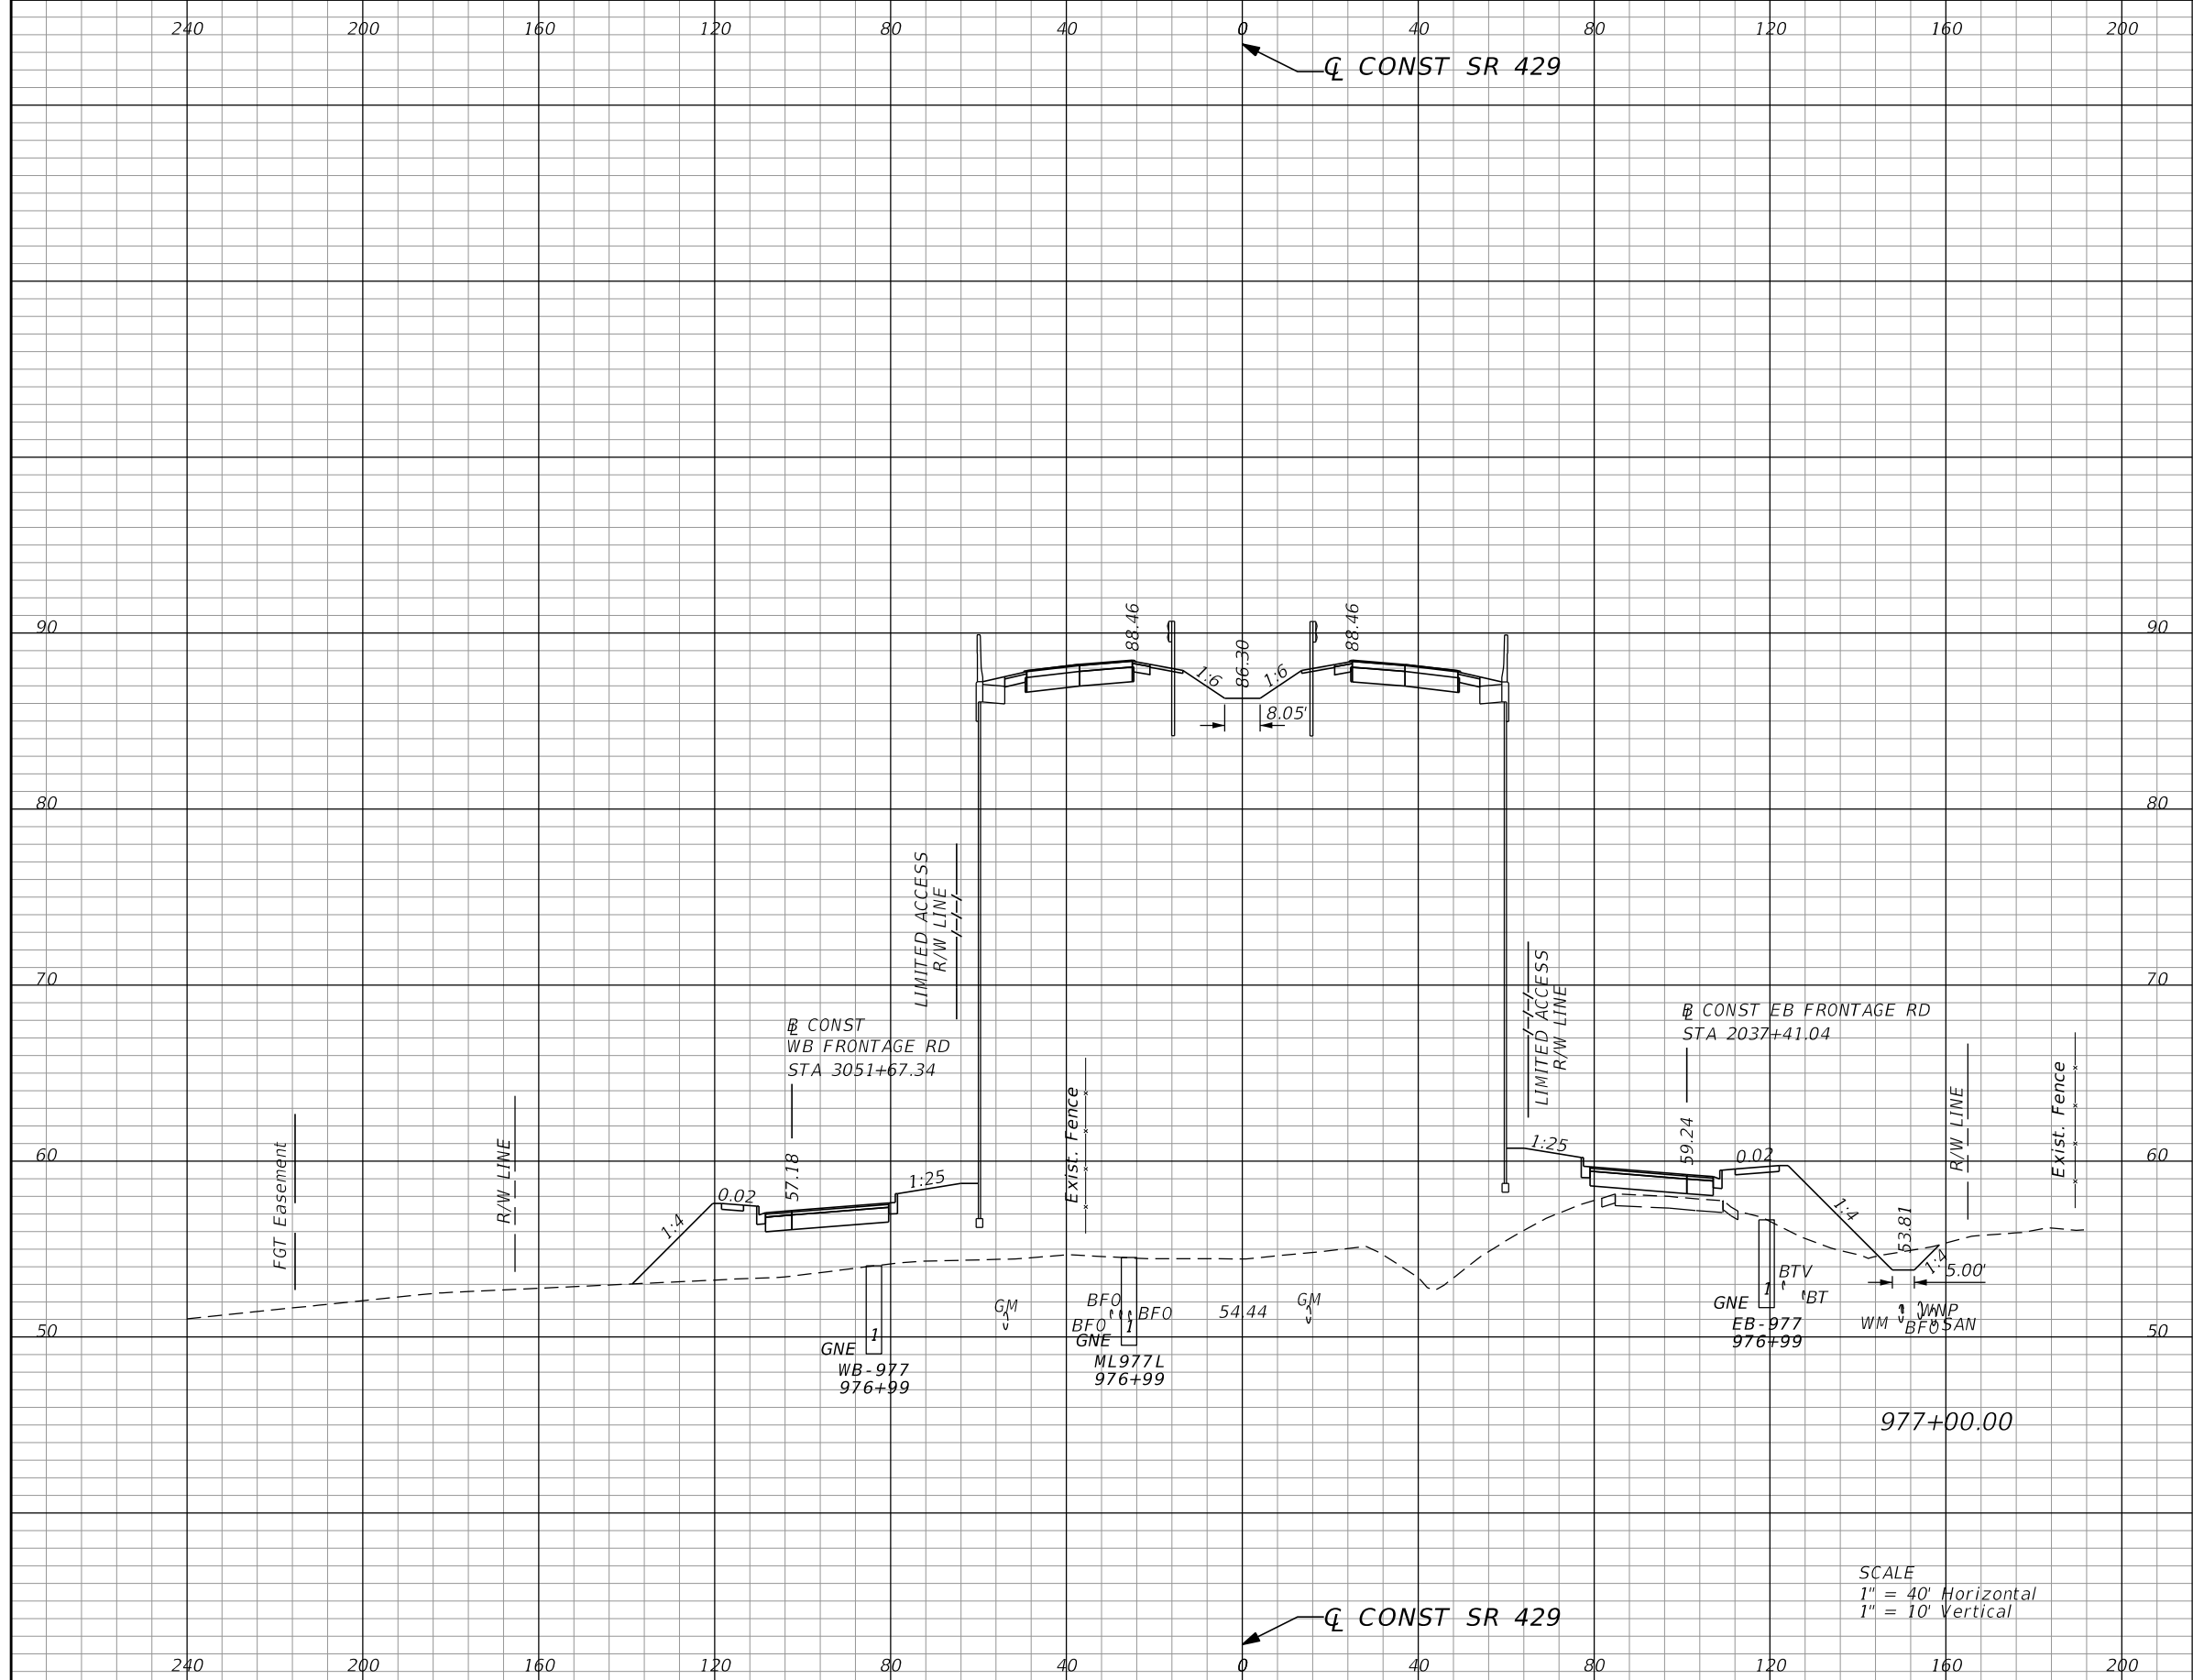 240 200 160 120 80 40 0 40 80 120 160 200
℄ CONST SR 429
90 90
88.46
86.30
88.46
1:6
1:6
8.05'
80 80
LIMITED ACCESS
R/W LINE
70 70
LIMITED ACCESS
R/W LINE
BL CONST
WB FRONTAGE RD
STA 3051+67.34
BL CONST EB FRONTAGE RD
STA 2037+41.04
60 60
FGT Easement
R/W LINE
1:4
0.02
57.18
1:25
Exist. Fence
1:25
59.24
0.02
1:4
53.81
1:4
5.00'
R/W LINE
Exist. Fence
50 50
GM
BFO
BFO
BFO
GNE
1
ML977L
976+99
GNE
1
WB-977
976+99
54.44
GM
BTV
BT
GNE
1
EB-977
976+99
WM
WNP
BFO
SAN
977+00.00
SCALE
1" = 40' Horizontal
1" = 10' Vertical
℄ CONST SR 429
240 200 160 120 80 40 0 40 80 120 160 200